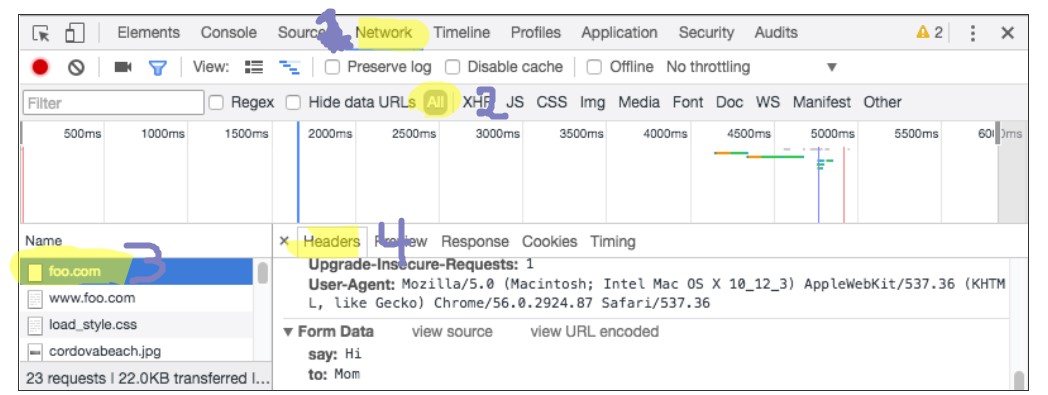 Elements Console Sources 1. Network Timeline Profiles Application Security Audits 2
View: Preserve log Disable cache Offline No throttling
Filter Regex Hide data URLs All XHR 2 JS CSS Img Media Font Doc WS Manifest Other
500ms 1000ms 1500ms 2000ms 2500ms 3000ms 3500ms 4000ms 4500ms 5000ms 5500ms 600ms
Name 3 × Headers Preview 4 Response Cookies Timing
foo.com
www.foo.com
load_style.css
cordovabeach.jpg
23 requests | 22.0KB transferred |...
Upgrade-Insecure-Requests: 1
User-Agent: Mozilla/5.0 (Macintosh; Intel Mac OS X 10_12_3) AppleWebKit/537.36 (KHTM
L, like Gecko) Chrome/56.0.2924.87 Safari/537.36
Form Data view source view URL encoded
say: Hi
to: Mom